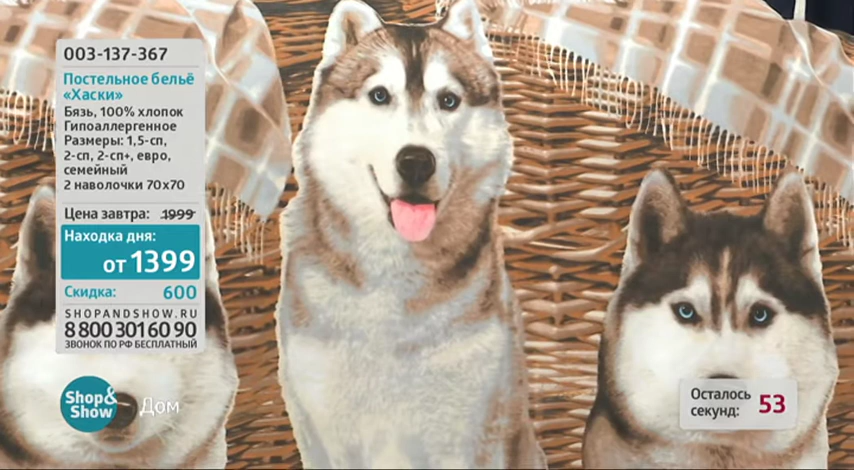 003-137-367
Постельное бельё
«Хаски»
Бязь, 100% хлопок
Гипоаллергенное
Размеры: 1,5-сп,
2-сп, 2-сп+, евро,
семейный
2 наволочки 70х70
Цена завтра: 1999
Находка дня:
от 1399
Скидка: 600
SHOPANDSHOW.RU
8 800 301 60 90
ЗВОНОК ПО РФ БЕСПЛАТНЫЙ
Shop&
Show
Дом
Осталось
секунд: 53